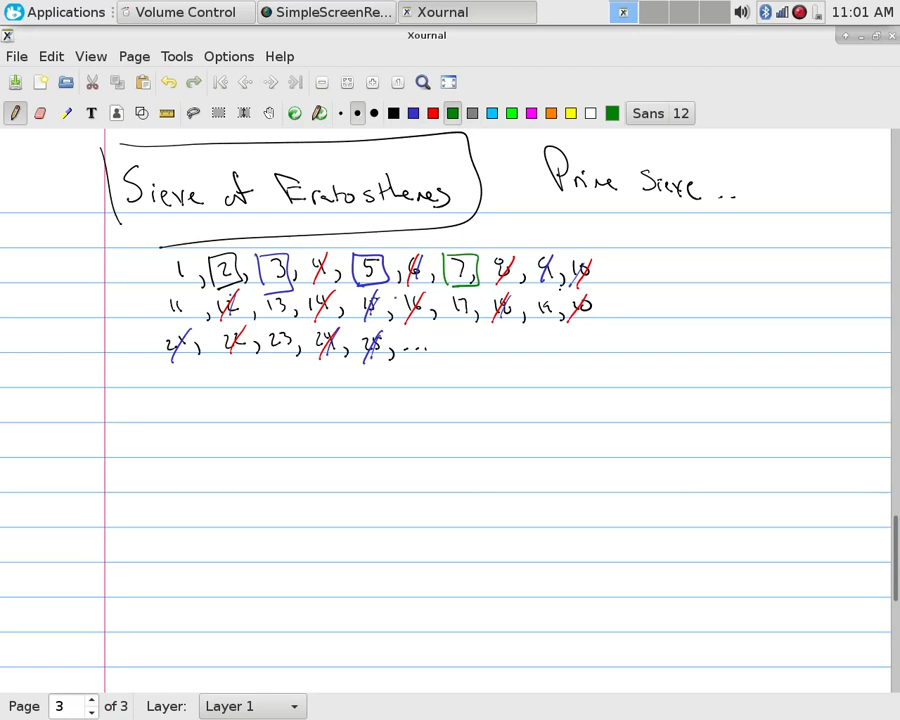 Applications Volume Control SimpleScreenRe... Xournal 11:01 AM
Xournal
File Edit View Page Tools Options Help
T Sans 12
Sieve of Eratosthenes Prime Sieve ..
1, 2, 3, 4, 5, 6, 7, 8, 9, 10
11, 12, 13, 14, 15, 16, 17, 18, 19, 20
21, 22, 23, 24, 25, ...
Page 3 of 3 Layer: Layer 1